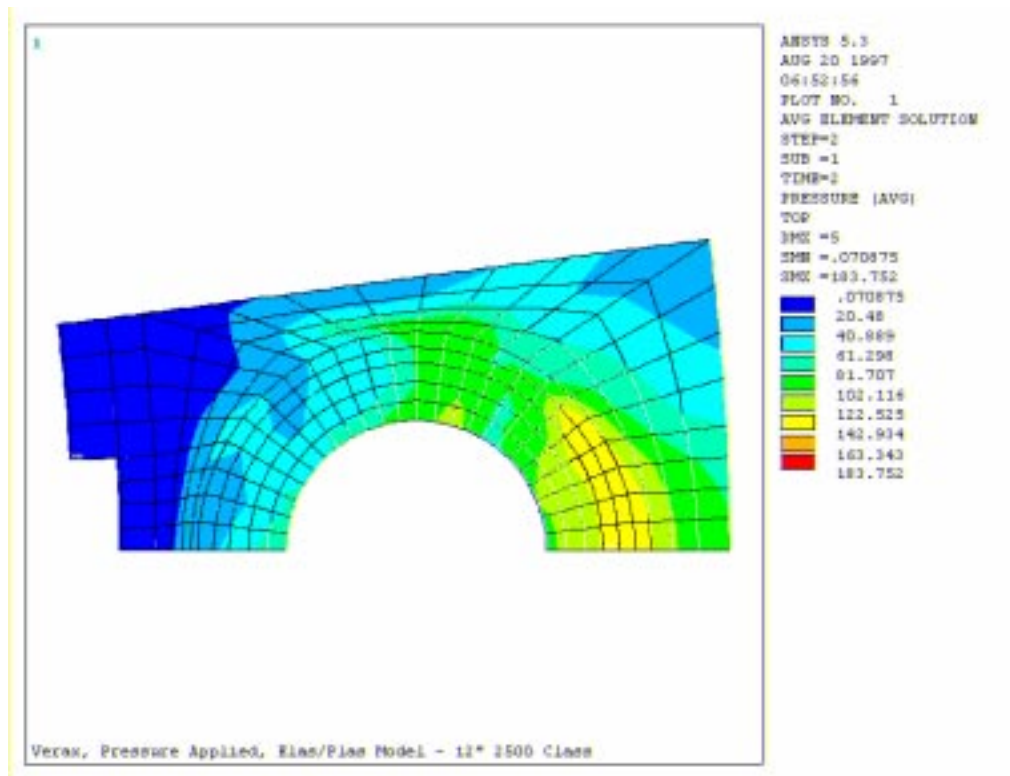 1
ANSYS 5.3
AUG 20 1997
06:52:56
PLOT NO. 1
AVG ELEMENT SOLUTION
STEP=2
SUB =1
TIME=2
PRESSURE (AVG)
TOP
DMX =5
SMN =.070875
SMX =183.752
.070875
20.48
40.889
61.298
81.707
102.116
122.525
142.934
163.343
183.752
Verax, Pressure Applied, Elas/Plas Model - 12" 2500 Class